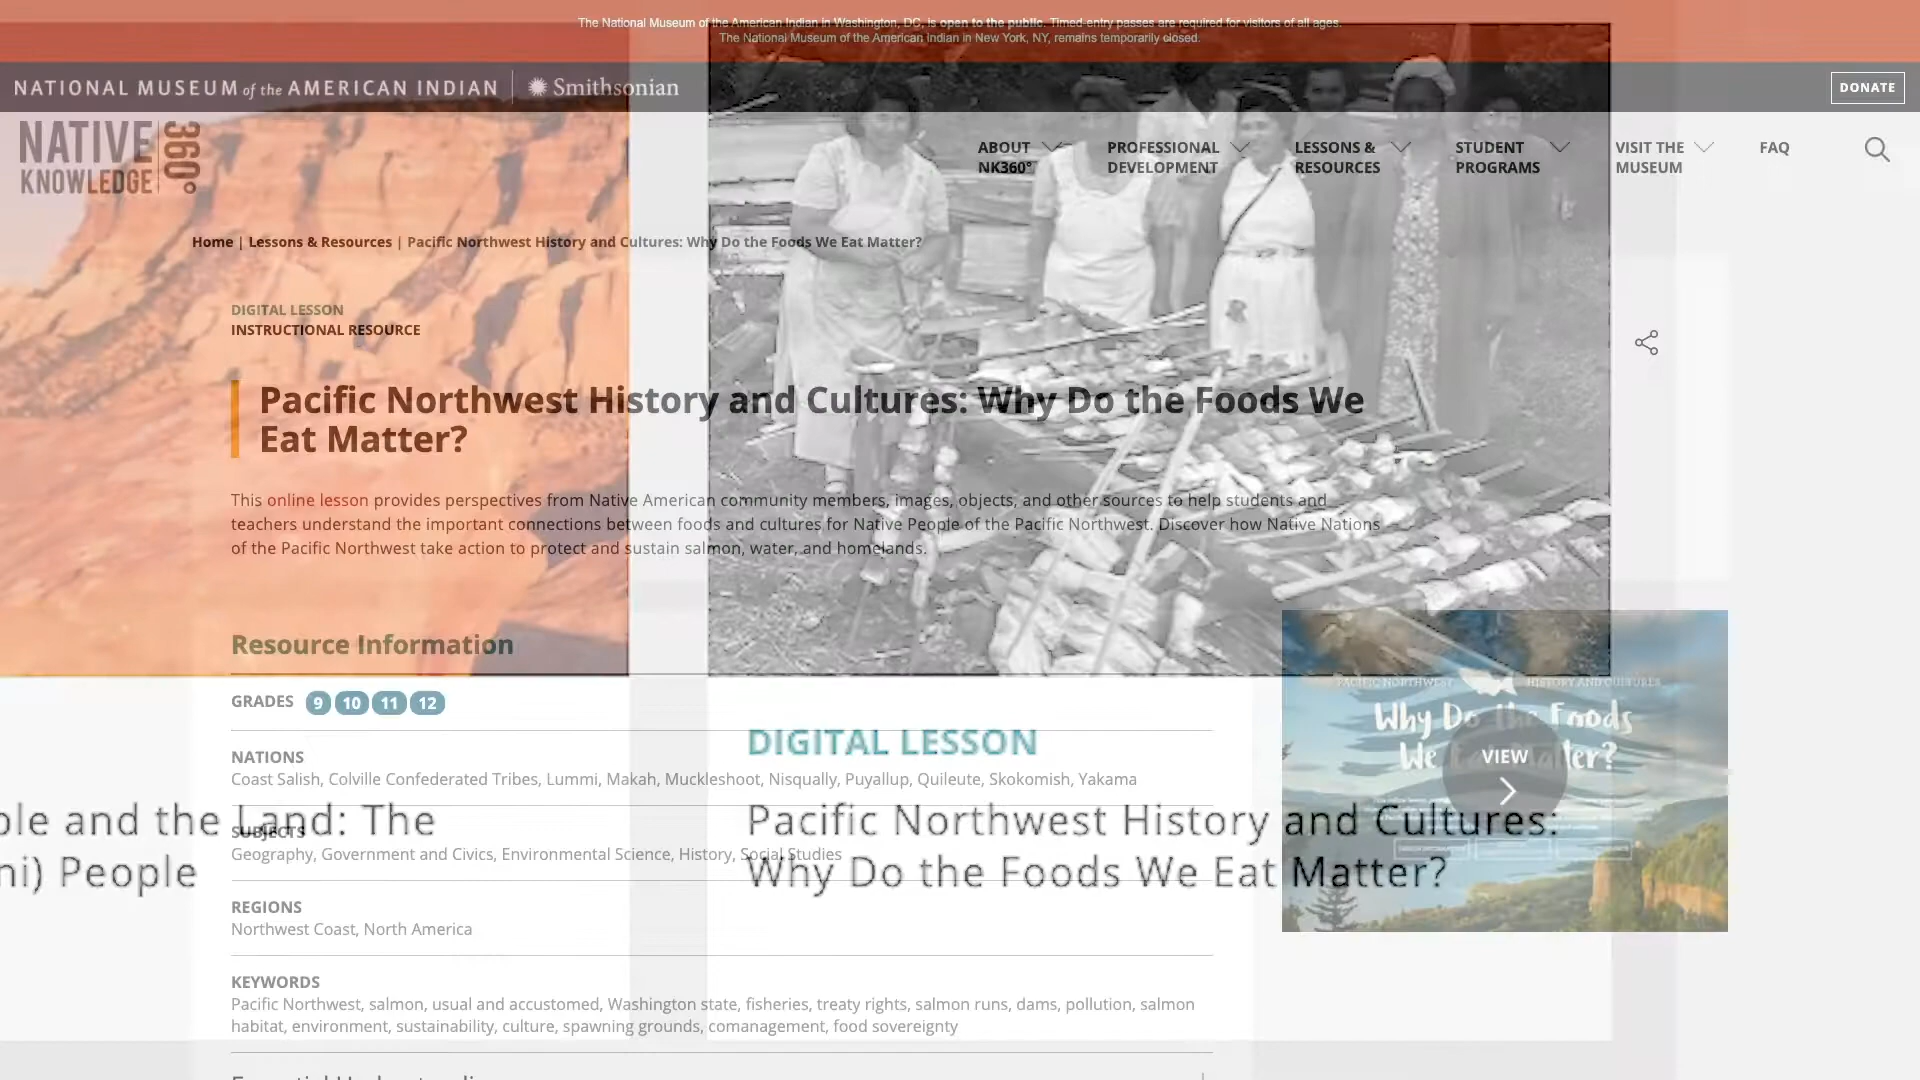 The National Museum of the American Indian in Washington, DC, is open to the public. Timed-entry passes are required for visitors of all ages.
The National Museum of the American Indian in New York, NY, remains temporarily closed.
NATIONAL MUSEUM of the AMERICAN INDIAN Smithsonian
DONATE
NATIVE KNOWLEDGE 360°
ABOUT NK360°
PROFESSIONAL DEVELOPMENT
LESSONS & RESOURCES
STUDENT PROGRAMS
VISIT THE MUSEUM
FAQ
Home | Lessons & Resources | Pacific Northwest History and Cultures: Why Do the Foods We Eat Matter?
DIGITAL LESSON
INSTRUCTIONAL RESOURCE
Pacific Northwest History and Cultures: Why Do the Foods We
Eat Matter?
This online lesson provides perspectives from Native American community members, images, objects, and other sources to help students and
teachers understand the important connections between foods and cultures for Native People of the Pacific Northwest. Discover how Native Nations
of the Pacific Northwest take action to protect and sustain salmon, water, and homelands.
Resource Information
GRADES 9 10 11 12
NATIONS
Coast Salish, Colville Confederated Tribes, Lummi, Makah, Muckleshoot, Nisqually, Puyallup, Quileute, Skokomish, Yakama
SUBJECTS
Geography, Government and Civics, Environmental Science, History, Social Studies
REGIONS
Northwest Coast, North America
KEYWORDS
Pacific Northwest, salmon, usual and accustomed, Washington state, fisheries, treaty rights, salmon runs, dams, pollution, salmon
habitat, environment, sustainability, culture, spawning grounds, comanagement, food sovereignty
PACIFIC NORTHWEST HISTORY AND CULTURES
Why Do the Foods
We Eat Matter?
VIEW
and the Land: The
People
DIGITAL LESSON
Pacific Northwest History and Cultures:
Why Do the Foods We Eat Matter?